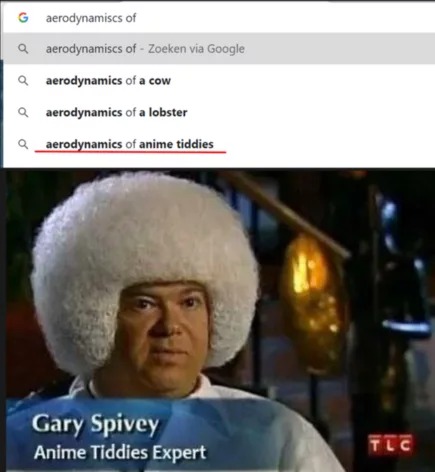 aerodynamiscs of
aerodynamiscs of - Zoeken via Google
aerodynamics of a cow
aerodynamics of a lobster
aerodynamics of anime tiddies
Gary Spivey
Anime Tiddies Expert
TLC